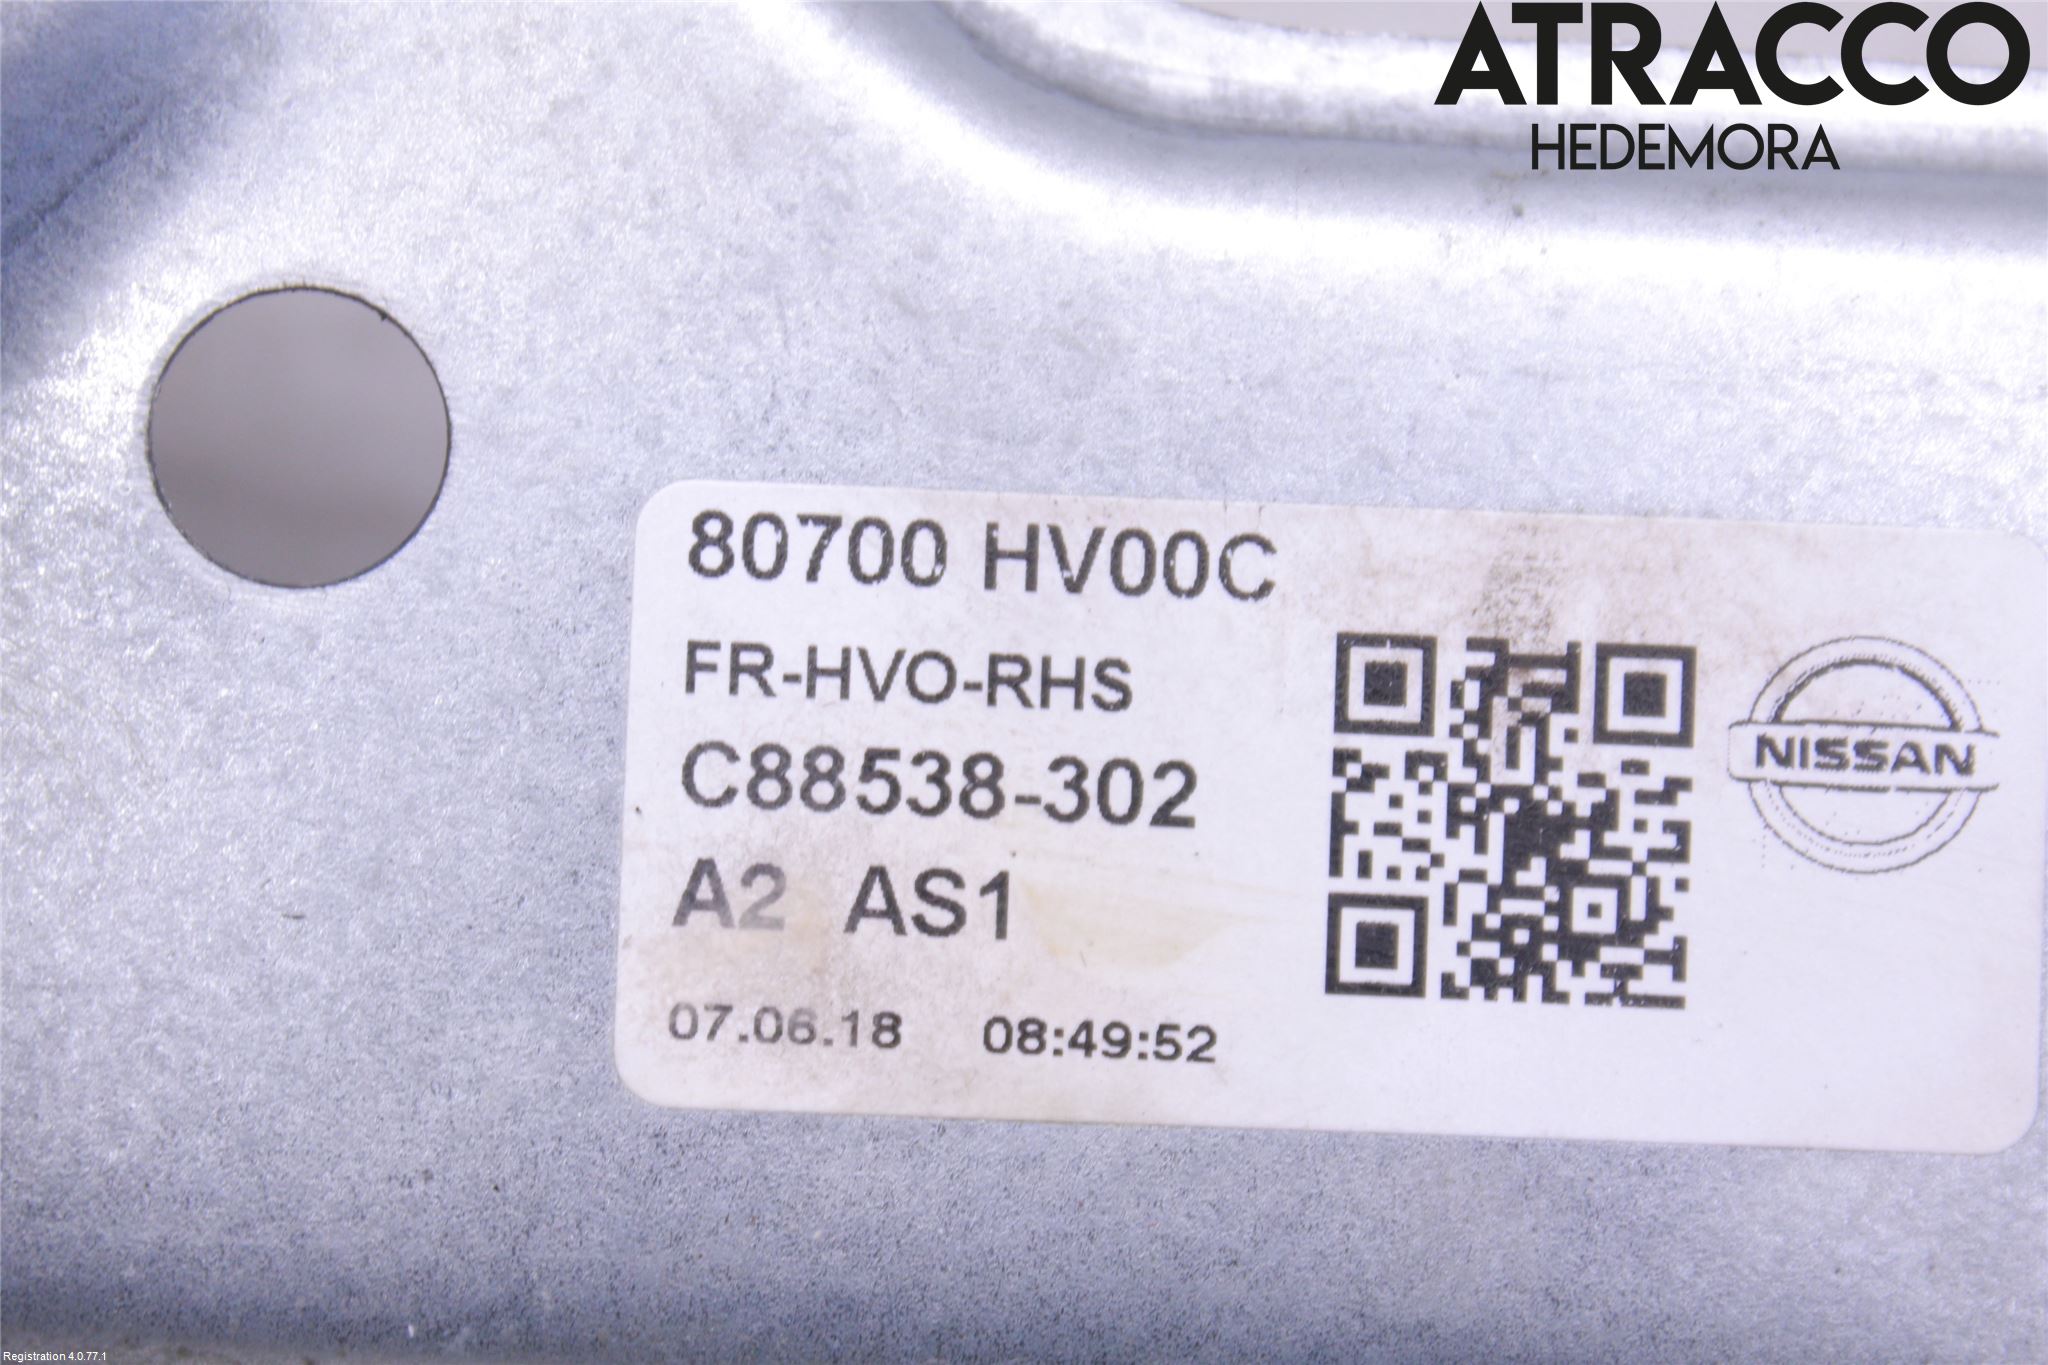 ATRACCO
HEDEMORA
80700 HV00C
FR-HVO-RHS
C88538-302
A2 AS1
07.06.18 08:49:52
NISSAN
Registration 4.0.77.1